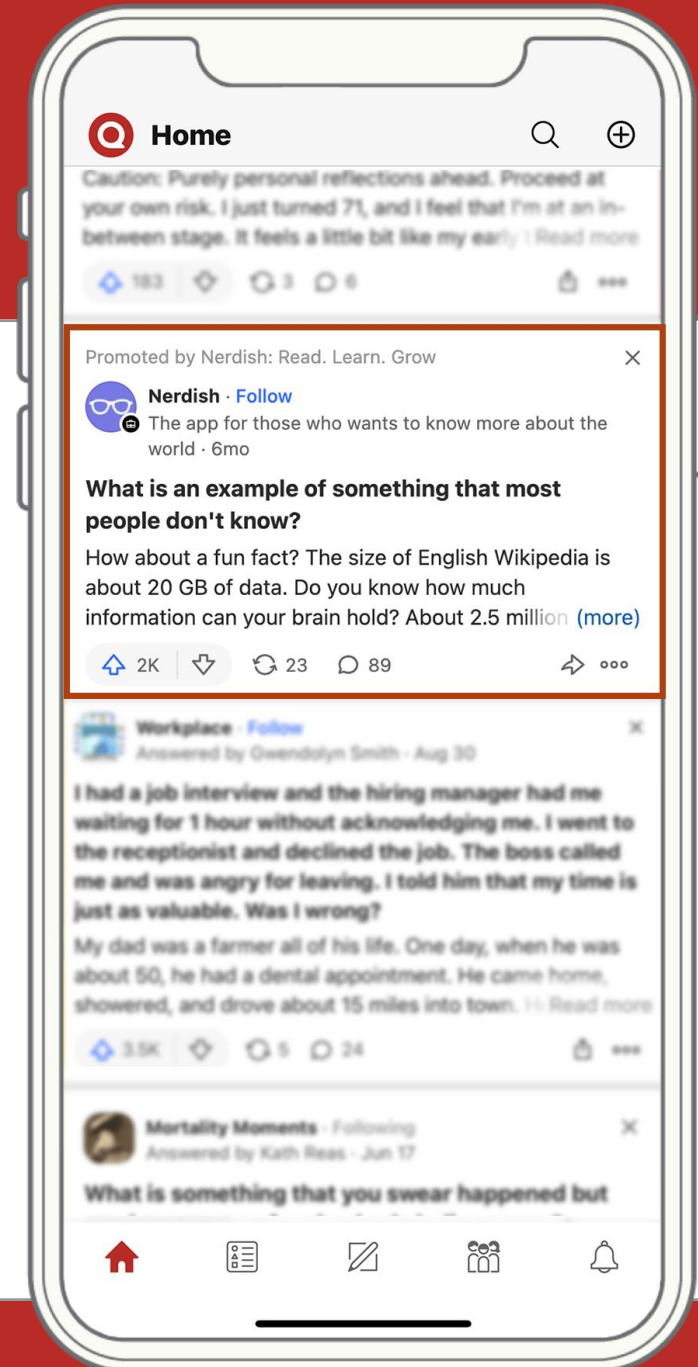 Home
Caution: Purely personal reflections ahead. Proceed at
your own risk. I just turned 71, and I feel that I'm at an in-
between stage. It feels a little bit like my early Read more
183 3 6
Promoted by Nerdish: Read. Learn. Grow
Nerdish · Follow
The app for those who wants to know more about the
world · 6mo
What is an example of something that most
people don't know?
How about a fun fact? The size of English Wikipedia is
about 20 GB of data. Do you know how much
information can your brain hold? About 2.5 million (more)
2K 23 89
Workplace · Follow
Answered by Gwendolyn Smith · Aug 30
I had a job interview and the hiring manager had me
waiting for 1 hour without acknowledging me. I went to
the receptionist and declined the job. The boss called
me and was angry for leaving. I told him that my time is
just as valuable. Was I wrong?
My dad was a farmer all of his life. One day, when he was
about 50, he had a dental appointment. He came home,
showered, and drove about 15 miles into town. Read more
3.5K 5 24
Mortality Moments · Following
Answered by Kath Reas · Jun 17
What is something that you swear happened but